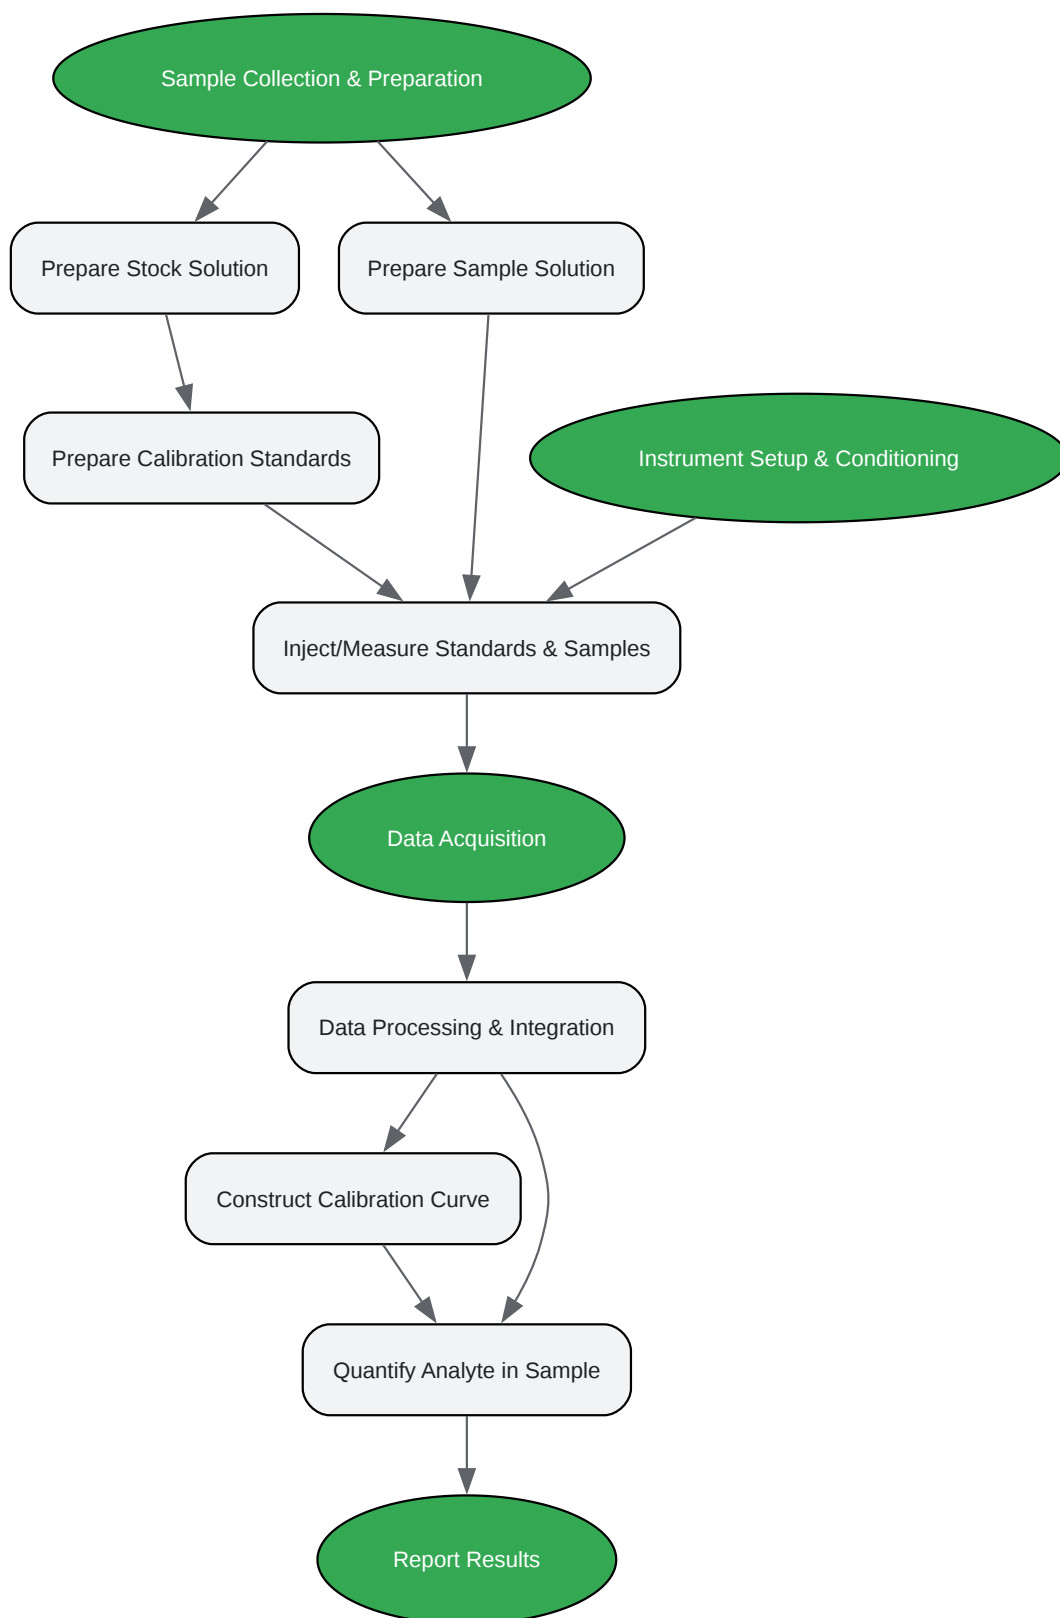 Sample Collection & Preparation
Prepare Stock Solution
Prepare Sample Solution
Prepare Calibration Standards
Instrument Setup & Conditioning
Inject/Measure Standards & Samples
Data Acquisition
Data Processing & Integration
Construct Calibration Curve
Quantify Analyte in Sample
Report Results